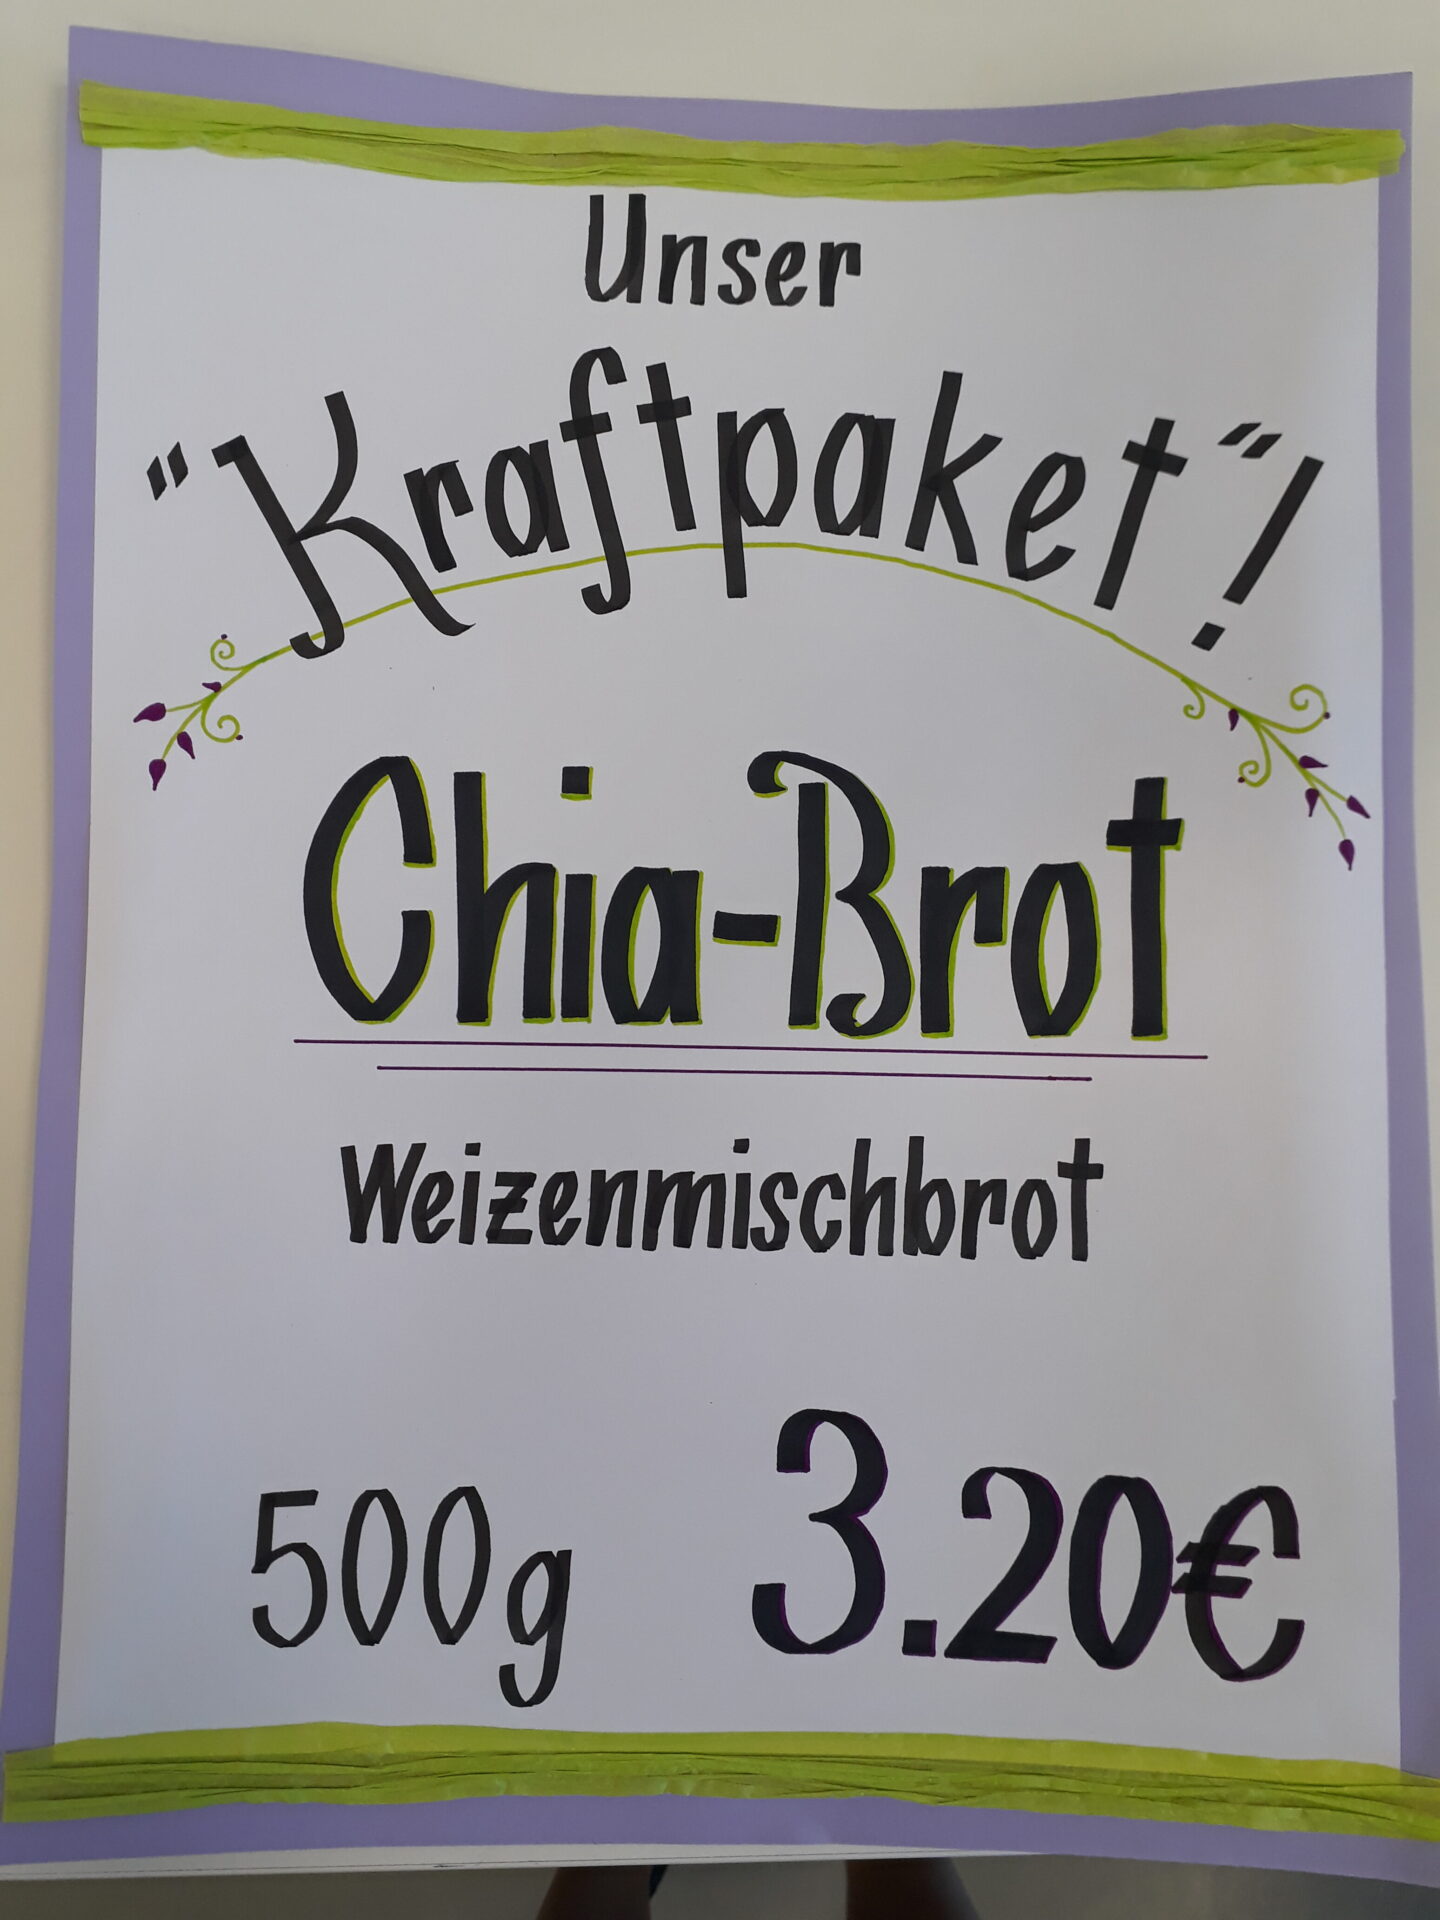 Unser
"Kraftpaket"!
Chia-Brot
Weizenmischbrot
500g 3.20€